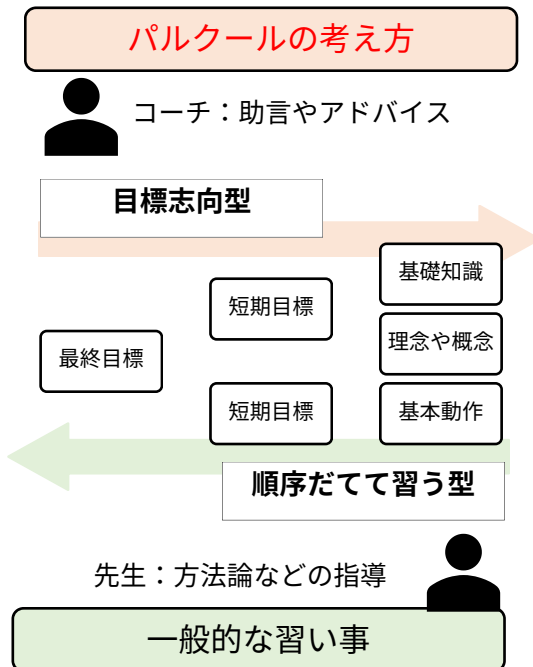 パルクールの考え方
コーチ：助言やアドバイス
目標志向型
基礎知識
短期目標
理念や概念
最終目標
短期目標
基本動作
順序だてて習う型
先生：方法論などの指導
一般的な習い事